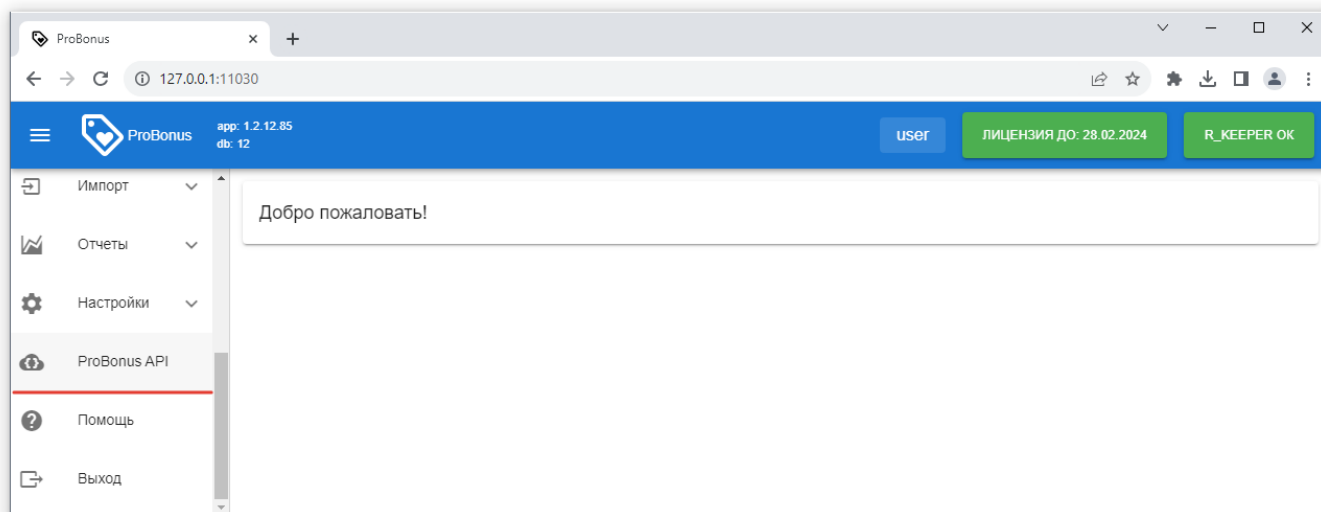 ProBonus
127.0.0.1:11030
ProBonus
app: 1.2.12.85
db: 12
user
ЛИЦЕНЗИЯ ДО: 28.02.2024
R_KEEPER OK
Импорт
Добро пожаловать!
Отчеты
Настройки
ProBonus API
Помощь
Выход